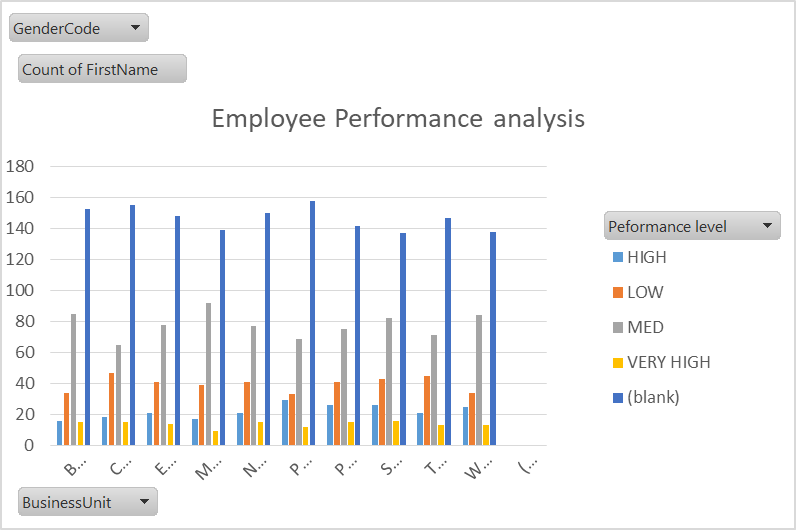 GenderCode
Count of FirstName
Employee Performance analysis
180
160
140
120
100
80
60
40
20
0
B...
C...
E...
M...
N...
P...
P...
S...
T...
W...
(...
Peformance level
HIGH
LOW
MED
VERY HIGH
(blank)
BusinessUnit